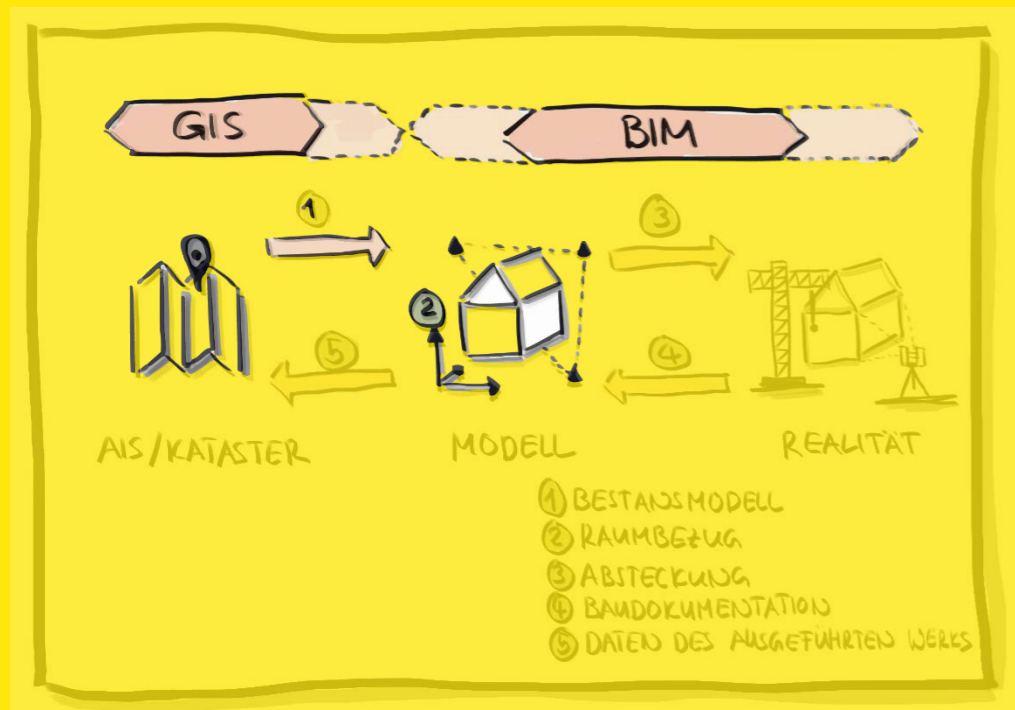 GIS
BIM
1
3
2
5
4
AIS/KATASTER
MODELL
REALITÄT
1 BESTANSMODELL
2 RAUMBEZUG
3 ABSTECKUNG
4 BAUDOKUMENTATION
5 DATEN DES AUSGEFÜHRTEN WERKS